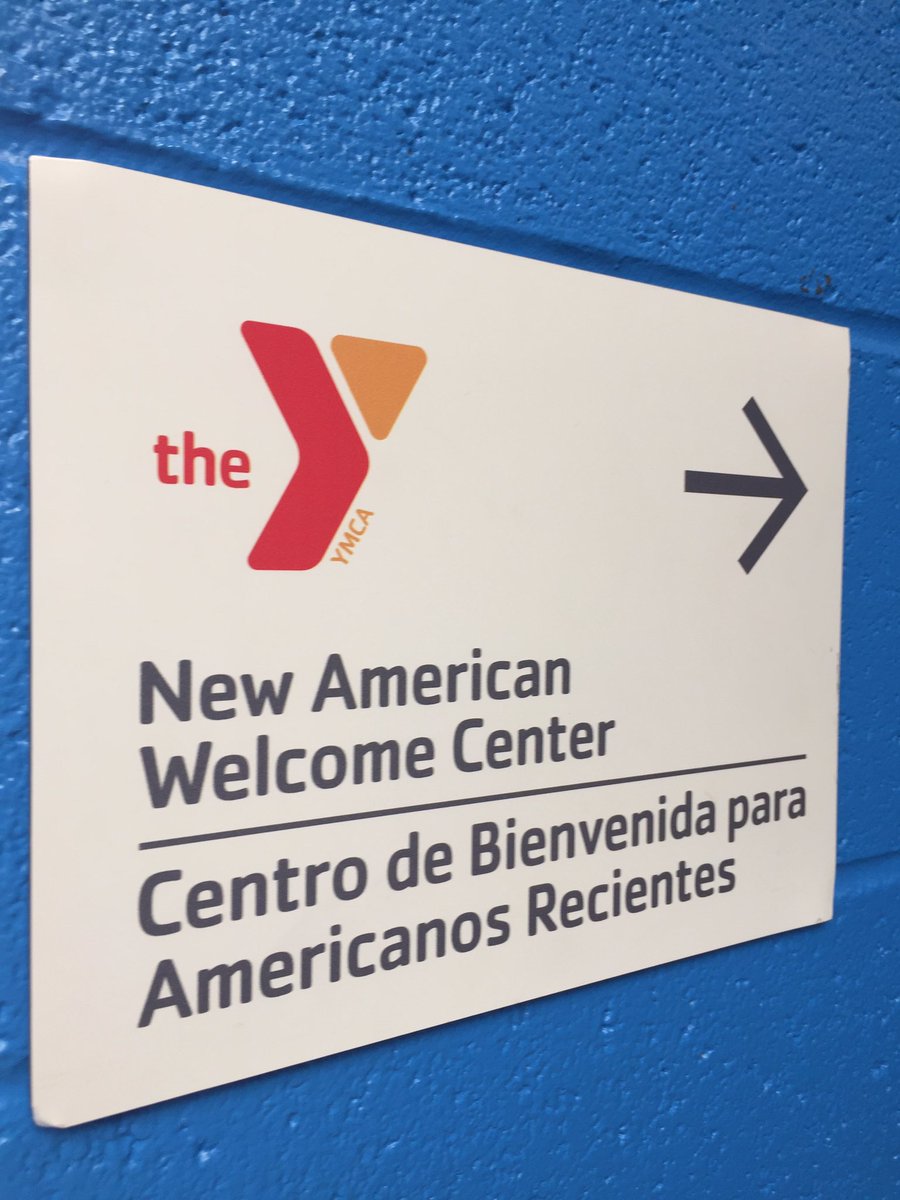 the
YMCA
New American
Welcome Center
Centro de Bienvenida para
Americanos Recientes